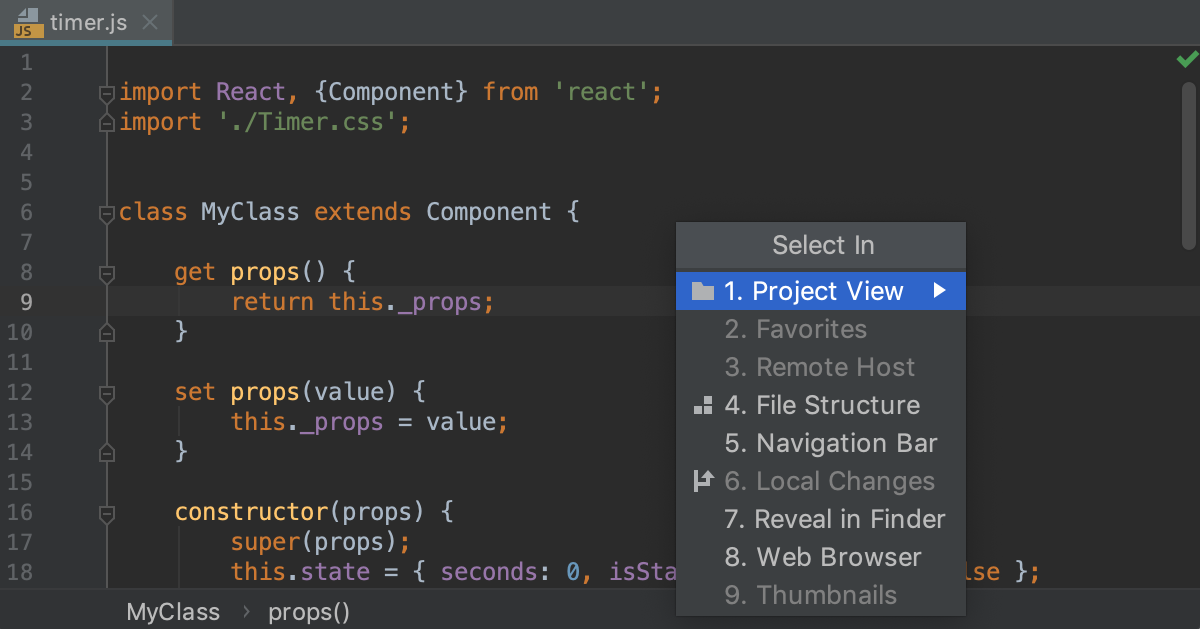 JS timer.js
1
2 import React, {Component} from 'react';
3 import './Timer.css';
4
5
6 class MyClass extends Component {
7
8 get props() {
9 return this._props;
10 }
11
12 set props(value) {
13 this._props = value;
14 }
15
16 constructor(props) {
17 super(props);
18 this.state = { seconds: 0, isSta lse };
Select In
1. Project View
2. Favorites
3. Remote Host
4. File Structure
5. Navigation Bar
6. Local Changes
7. Reveal in Finder
8. Web Browser
9. Thumbnails
MyClass › props()